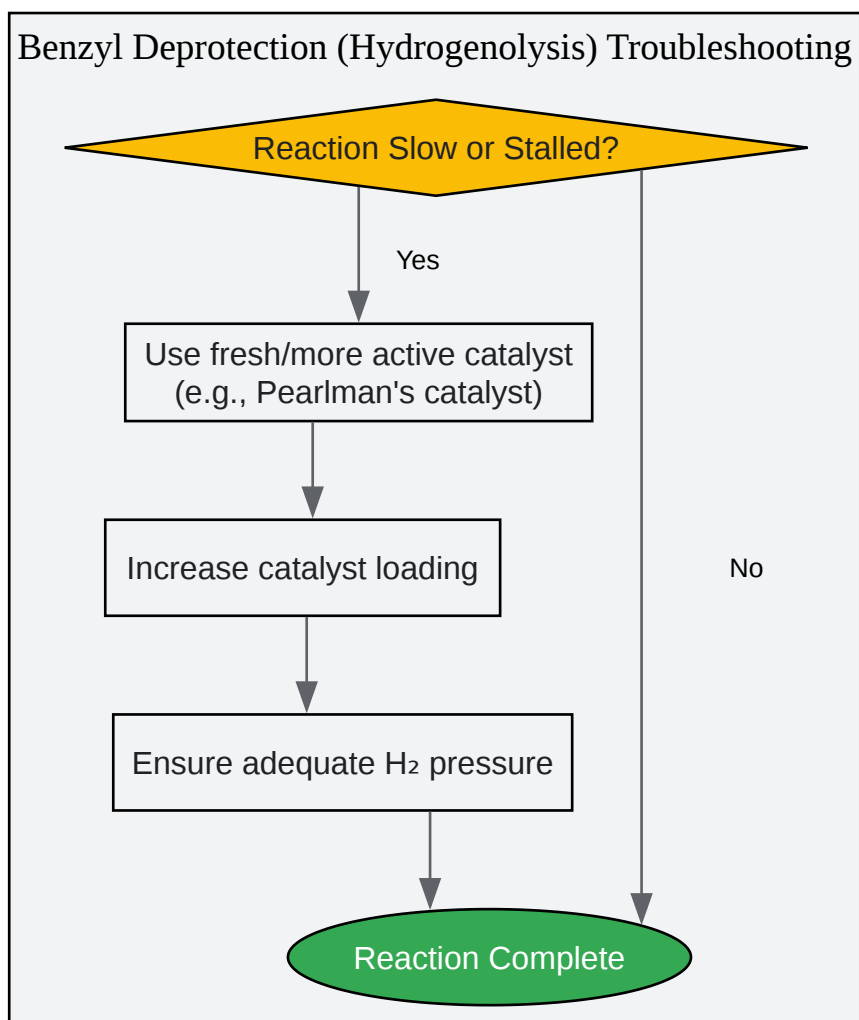 Benzyl Deprotection (Hydrogenolysis) Troubleshooting
Reaction Slow or Stalled?
Yes
Use fresh/more active catalyst
(e.g., Pearlman's catalyst)
Increase catalyst loading
No
Ensure adequate H₂ pressure
Reaction Complete